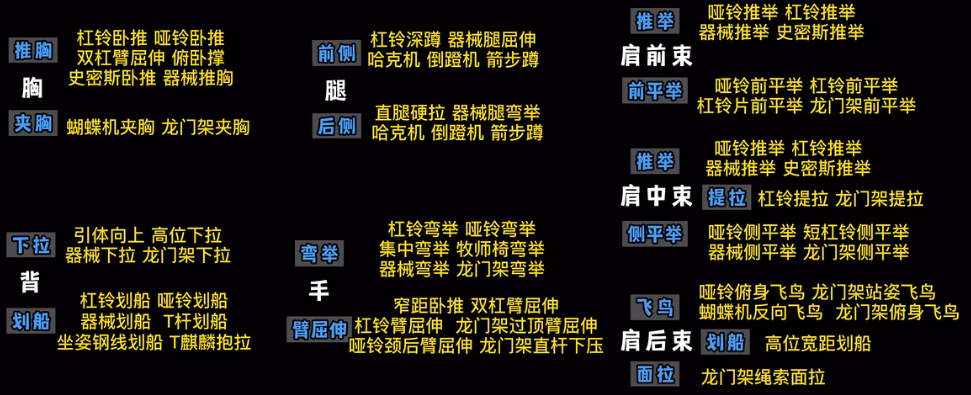 推胸
杠铃卧推 哑铃卧推
双杠臂屈伸 俯卧撑
史密斯卧推 器械推胸
胸
夹胸
蝴蝶机夹胸 龙门架夹胸
前侧
杠铃深蹲 器械腿屈伸
哈克机 倒蹬机 箭步蹲
腿
后侧
直腿硬拉 器械腿弯举
哈克机 倒蹬机 箭步蹲
推举
哑铃推举 杠铃推举
器械推举 史密斯推举
肩前束
前平举
哑铃前平举 杠铃前平举
杠铃片前平举 龙门架前平举
推举
哑铃推举 杠铃推举
器械推举 史密斯推举
肩中束
提拉
杠铃提拉 龙门架提拉
侧平举
哑铃侧平举 短杠铃侧平举
器械侧平举 龙门架侧平举
下拉
引体向上 高位下拉
器械下拉 龙门架下拉
背
划船
杠铃划船 哑铃划船
器械划船 T杆划船
坐姿钢线划船 T麒麟抱拉
弯举
杠铃弯举 哑铃弯举
集中弯举 牧师椅弯举
器械弯举 龙门架弯举
手
臂屈伸
窄距卧推 双杠臂屈伸
杠铃臂屈伸 龙门架过顶臂屈伸
哑铃颈后臂屈伸 龙门架直杆下压
飞鸟
哑铃俯身飞鸟 龙门架站姿飞鸟
蝴蝶机反向飞鸟 龙门架俯身飞鸟
肩后束
划船
高位宽距划船
面拉
龙门架绳索面拉